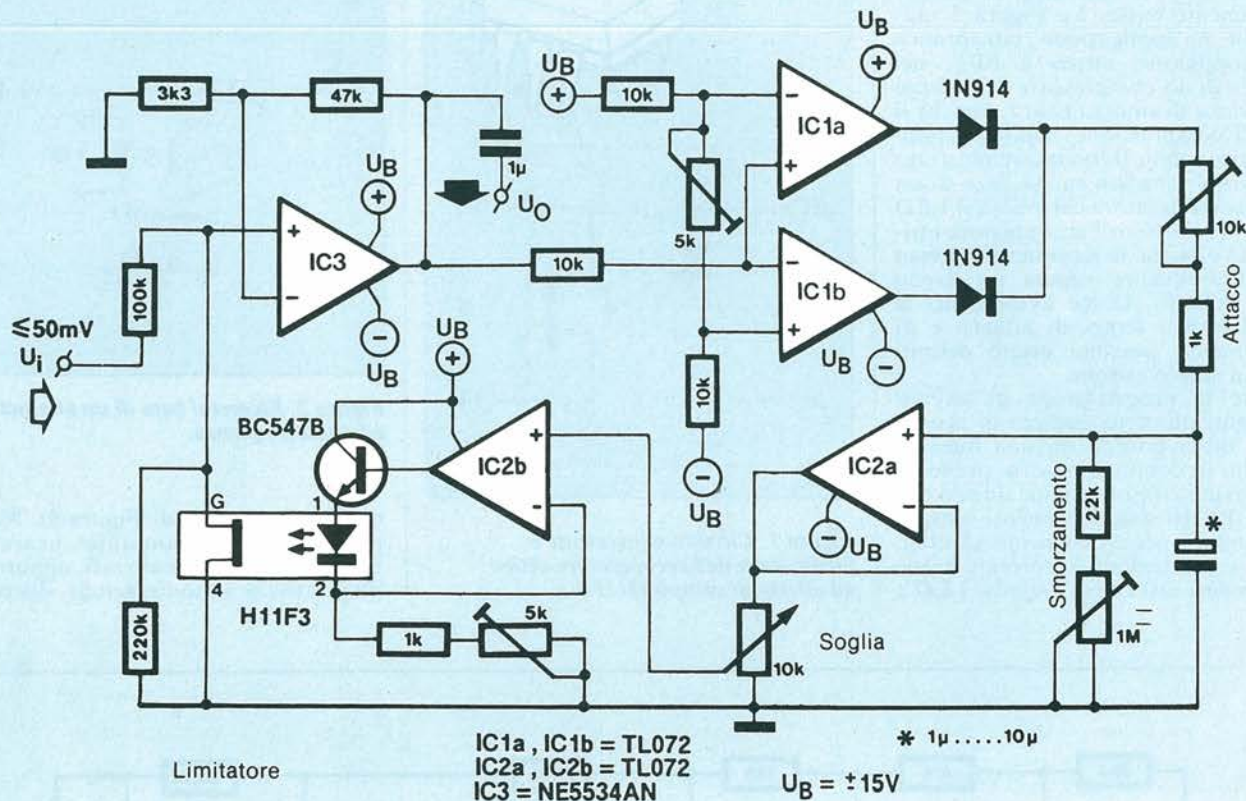 3k3
47k
U_B
+
1µ
U_O
U_B
+
10k
5k
−
+
IC1a
U_B
+
1N914
10k
Attacco
1k
100k
≤50mV
U_i
+
−
IC3
U_B
−
10k
−
+
IC1b
U_B
−
1N914
10k
−
U_B
BC547B
U_B
+
IC2b
+
−
IC2a
+
−
U_B
−
Smorzamento
22k
1M
*
G
4
1
2
H11F3
220k
1k
5k
10k
Soglia
Limitatore
IC1a, IC1b = TL072
IC2a, IC2b = TL072
IC3 = NE5534AN
U_B = ±15V
* 1µ.....10µ